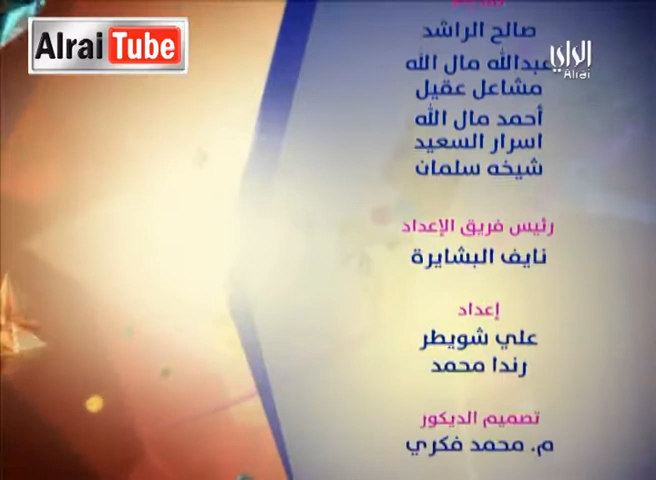 Alrai Tube
الراي
Alrai
صالح الراشد
عبدالله مال الله
مشاعل عقيل
أحمد مال الله
اسرار السعيد
شيخه سلمان
رئيس فريق الإعداد
نايف البشايرة
إعداد
علي شويطر
رندا محمد
تصميم الديكور
م. محمد فكري